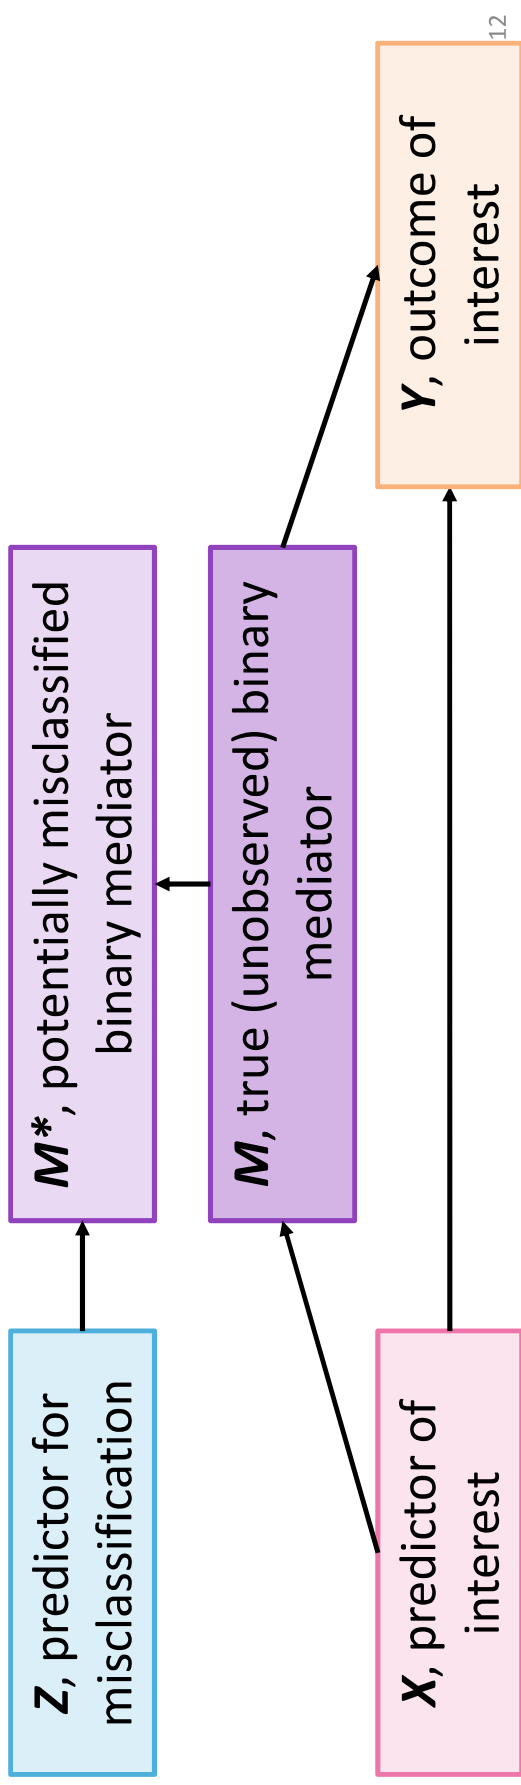 Z, predictor for
misclassification
M*, potentially misclassified
binary mediator
M, true (unobserved) binary
mediator
X, predictor of
interest
Y, outcome of
interest
12